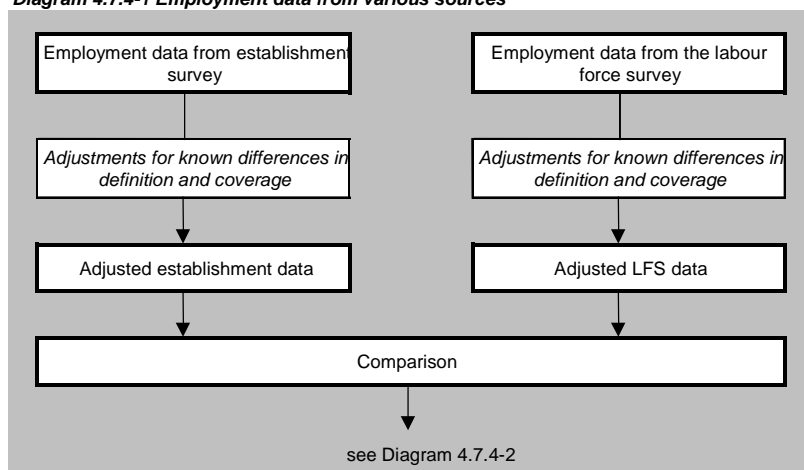 Diagram 4.7.4-1 Employment data from various sources
Employment data from establishment
survey
Employment data from the labour
force survey
Adjustments for known differences in
definition and coverage
Adjustments for known differences in
definition and coverage
Adjusted establishment data
Adjusted LFS data
Comparison
see Diagram 4.7.4-2